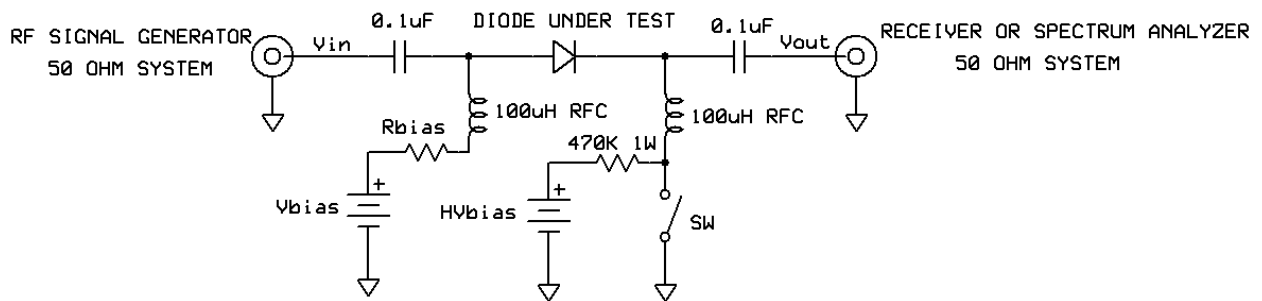 RF SIGNAL GENERATOR
50 OHM SYSTEM
Vin
0.1uF
DIODE UNDER TEST
0.1uF
Vout
RECEIVER OR SPECTRUM ANALYZER
50 OHM SYSTEM
100uH RFC
100uH RFC
Rbias
470K 1W
+
Vbias
+
HVbias
SW